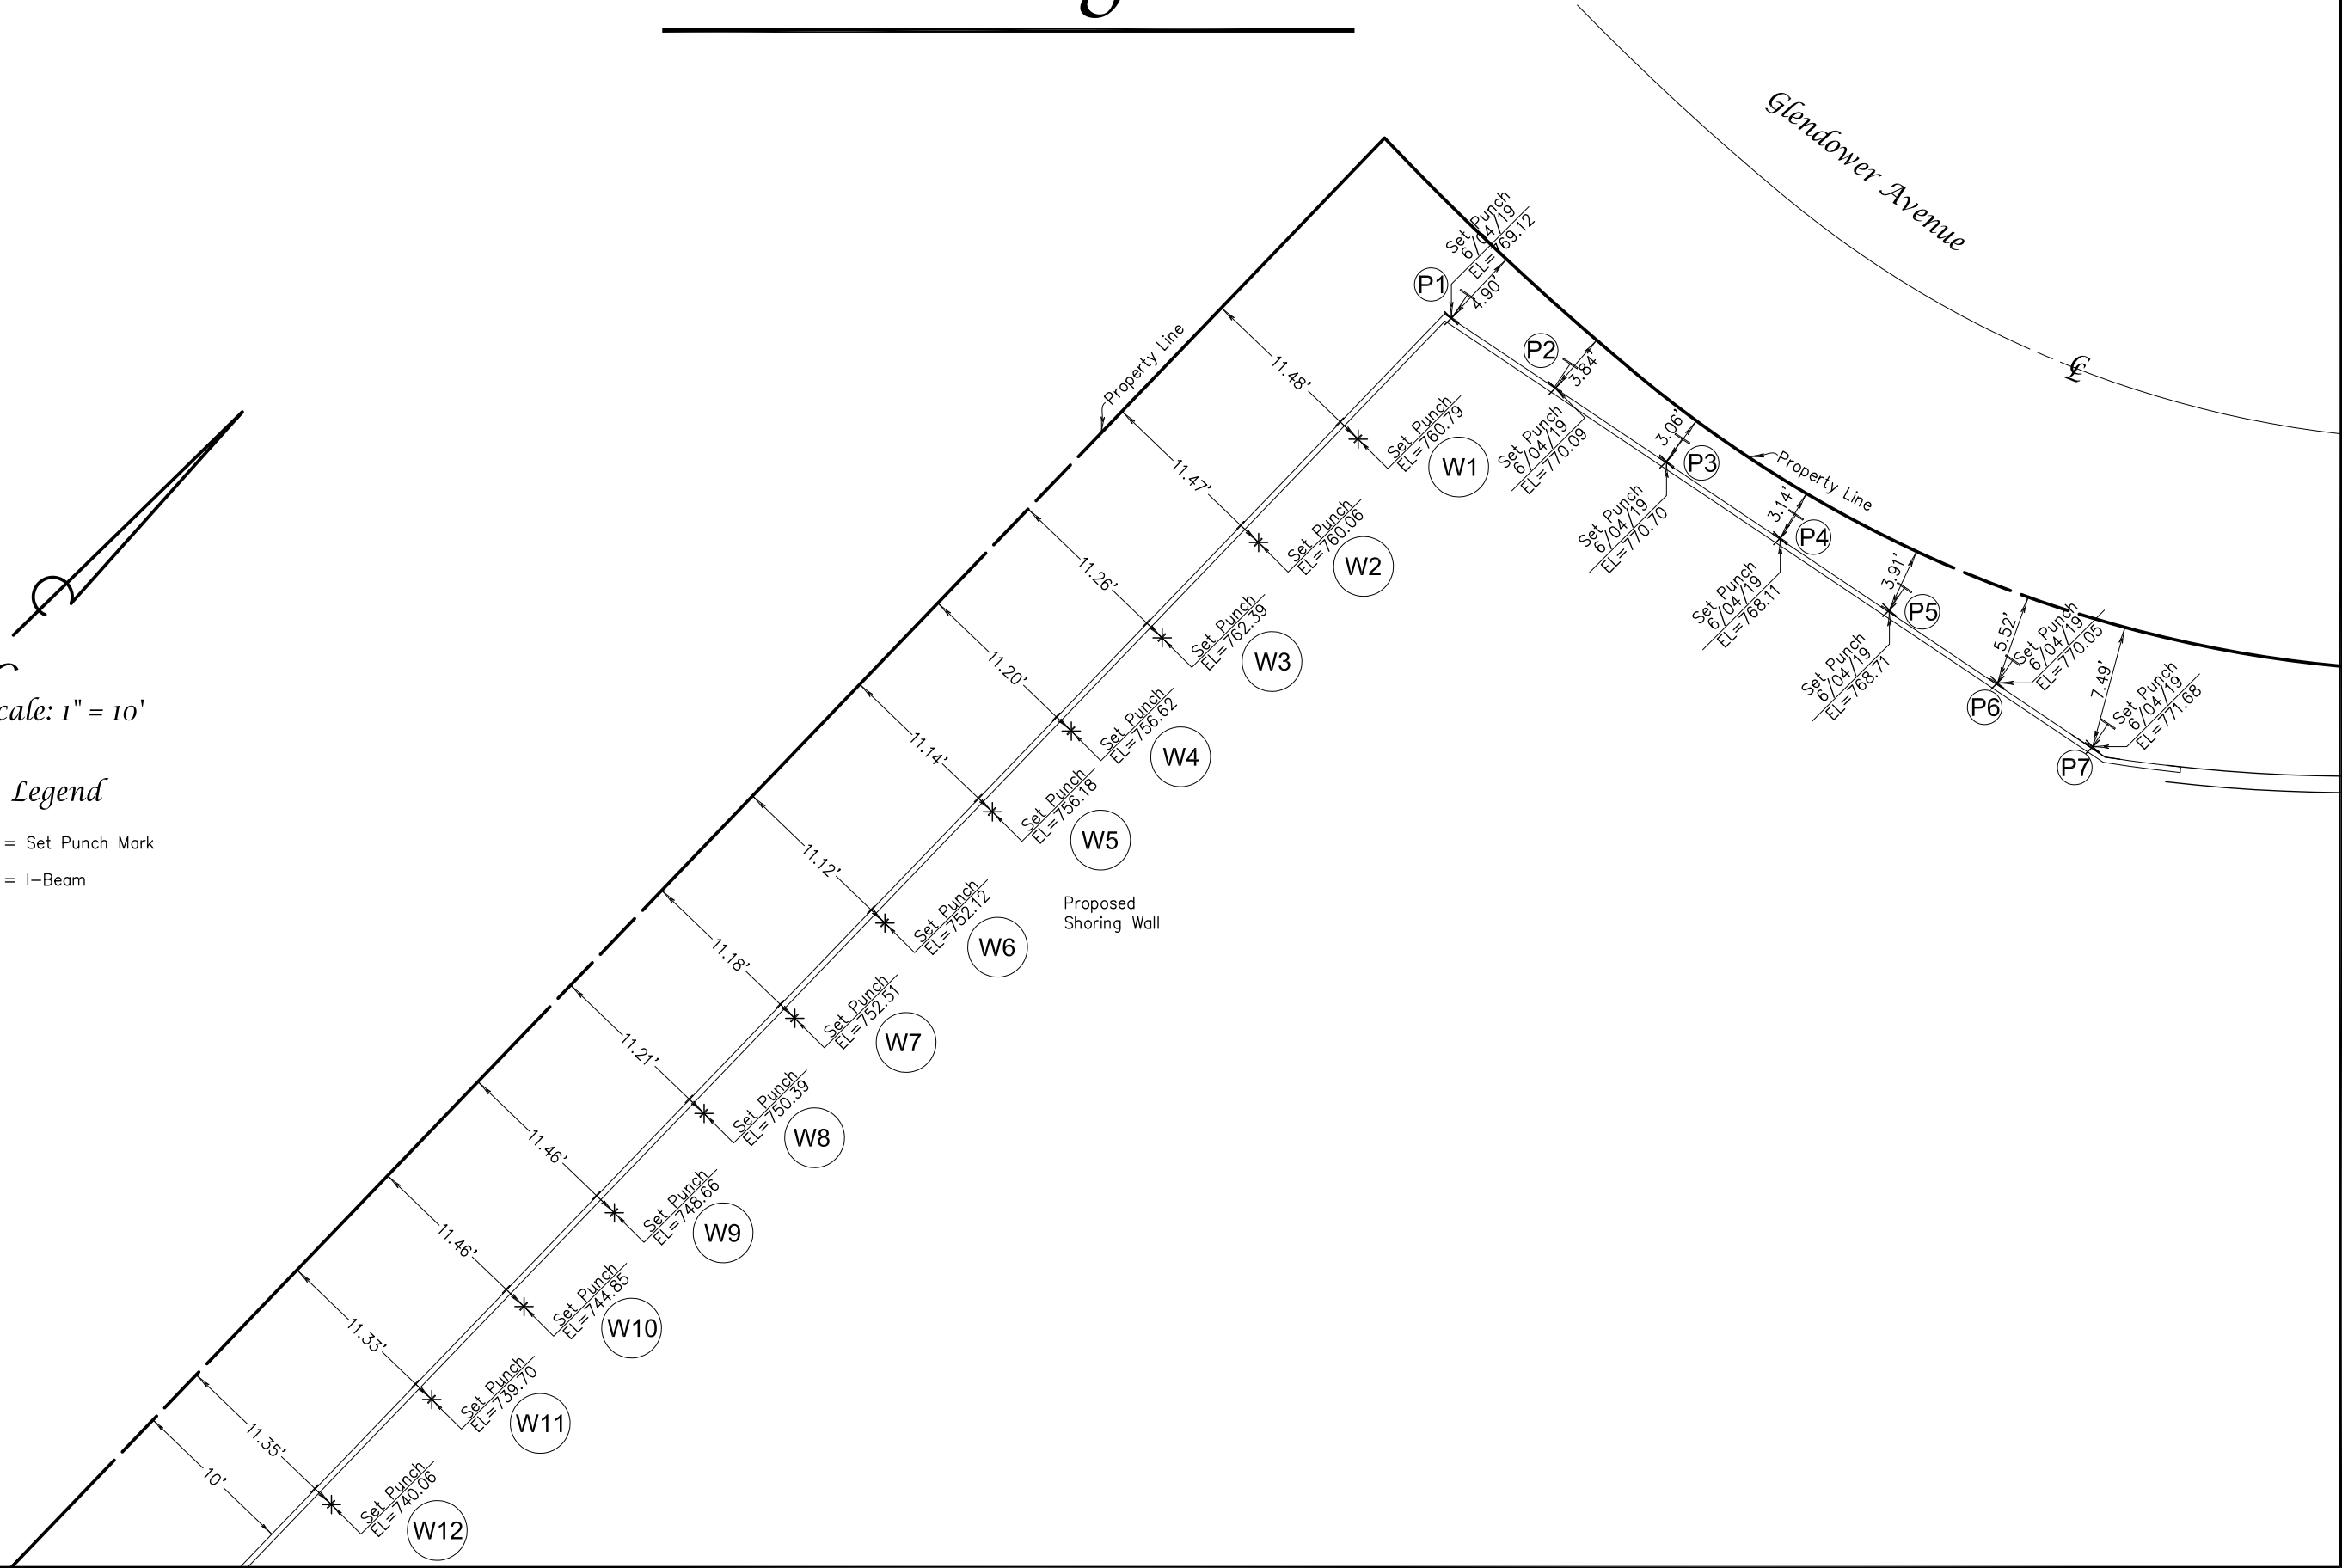 Glendower Avenue
Set Punch
6/04/19
EL=769.12
P1
4.90'
P2
3.84'
Set Punch
6/04/19
EL=770.09
3.06'
P3
Set Punch
6/04/19
EL=770.70
Property Line
3.14'
P4
Set Punch
6/04/19
EL=768.11
3.91'
P5
Set Punch
6/04/19
EL=768.71
5.52'
Set Punch
6/04/19
EL=770.05
P6
7.49'
Set Punch
6/04/19
EL=771.68
P7
Property Line
11.48'
Set Punch
EL=760.79
W1
11.47'
Set Punch
EL=760.06
W2
11.26'
Set Punch
EL=762.39
W3
11.20'
Set Punch
EL=756.62
W4
11.14'
Set Punch
EL=756.18
W5
11.12'
Set Punch
EL=752.12
W6
Proposed
Shoring Wall
11.18'
Set Punch
EL=752.51
W7
11.21'
Set Punch
EL=750.39
W8
11.46'
Set Punch
EL=748.66
W9
11.46'
Set Punch
EL=744.85
W10
11.33'
Set Punch
EL=739.70
W11
11.35'
Set Punch
EL=740.06
W12
10'
cale: 1" = 10'
Legend
= Set Punch Mark
= I-Beam